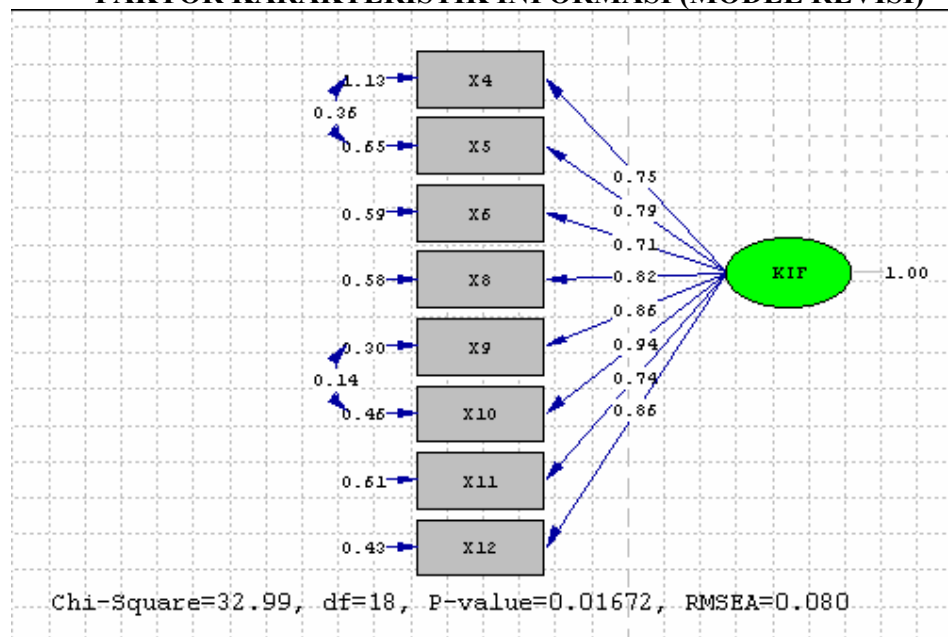 FAKTOR KARAKTERISTIK INFORMASI (MODEL REVISI)
1.13 X4
0.36
0.65 X5
0.75
0.79
0.59 X6
0.71
0.58 X8 0.82 KIF 1.00
0.86
0.30 X9 0.94
0.14 0.74
0.46 X10 0.86
0.61 X11
0.43 X12
Chi-Square=32.99, df=18, P-value=0.01672, RMSEA=0.080